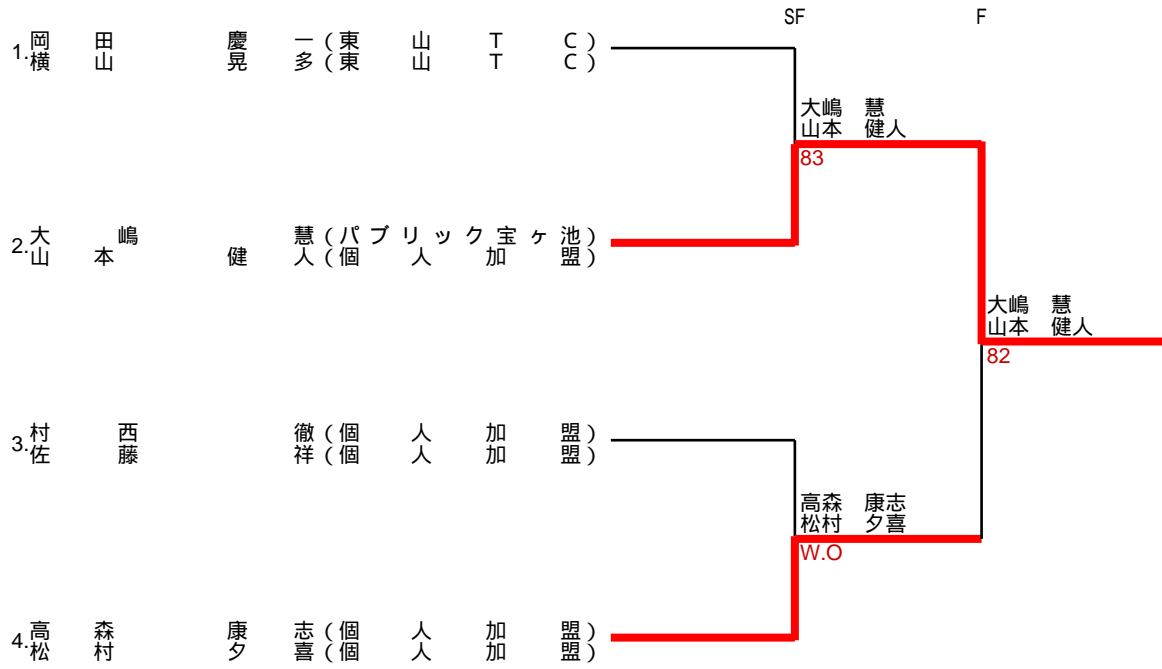 SF F
1. 岡田 慶一(東山TC)
横山 晃多(東山TC)
大嶋 慧
山本 健人
83
2. 大嶋 慧(パブリック宝ヶ池)
山本 健人(個人加盟)
大嶋 慧
山本 健人
82
3. 村西 徹(個人加盟)
佐藤 祥(個人加盟)
高森 康志
松村 夕喜
W.O
4. 高森 康志(個人加盟)
松村 夕喜(個人加盟)